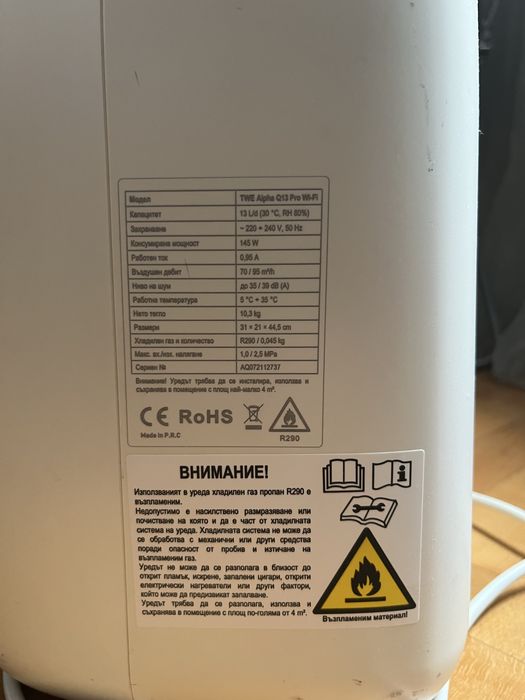 Модел TWE Alpha Q13 Pro Wi-Fi
Капацитет 13 L/d (30 °C, RH 80%)
Захранване ~ 220 ÷ 240 V, 50 Hz
Консумирана мощност 145 W
Работен ток 0,95 A
Въздушен дебит 70 / 95 m³/h
Ниво на шум до 35 / 39 dB (A)
Работна температура 5 °C ÷ 35 °C
Нето тегло 10,3 kg
Размери 31 × 21 × 44,5 cm
Хладилен газ и количество R290 / 0,045 kg
Макс. вх./изх. налягане 1,0 / 2,5 MPa
Сериен № AQ072112737
Внимание! Уредът трябва да се инсталира, използва и
съхранява в помещение с площ най-малко 4 m².
CE RoHS
Made in P.R.C
R290
ВНИМАНИЕ!
Използваният в уреда хладилен газ пропан R290 е
възпламеним.
Недопустимо е насилствено размразяване или
почистване на която и да е част от хладилната
система на уреда. Хладилната система не може да
се обработва с механични или други средства
поради опасност от пробив и изтичане на
възпламеним газ.
Уредът не може да се разполага в близост до
открит пламък, искрене, запалени цигари, открити
електрически нагреватели или други фактори,
който може да предизвикат запалване.
Уредът трябва да се разполага, използва и
съхранява в помещение с площ по-голяма от 4 m².
Възпламеним материал!